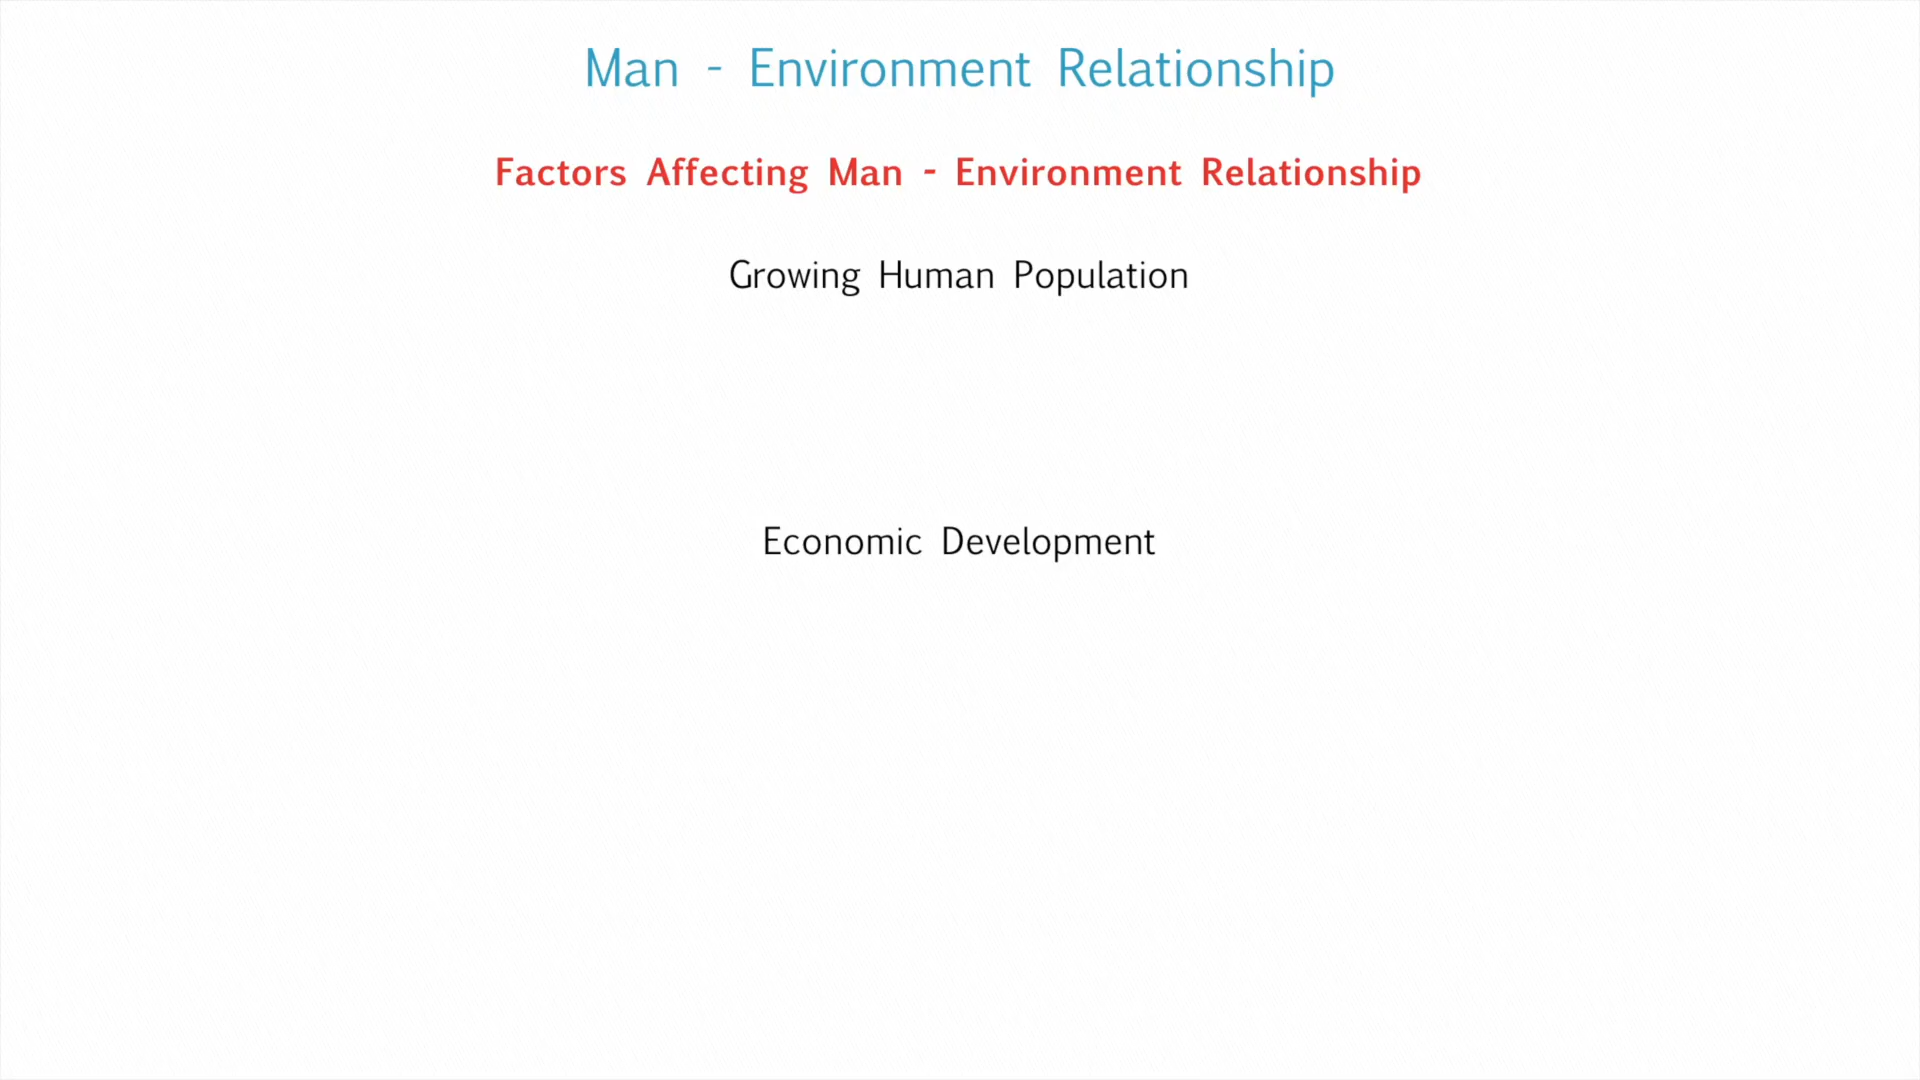 Man - Environment Relationship
Factors Affecting Man - Environment Relationship
Growing Human Population
Economic Development